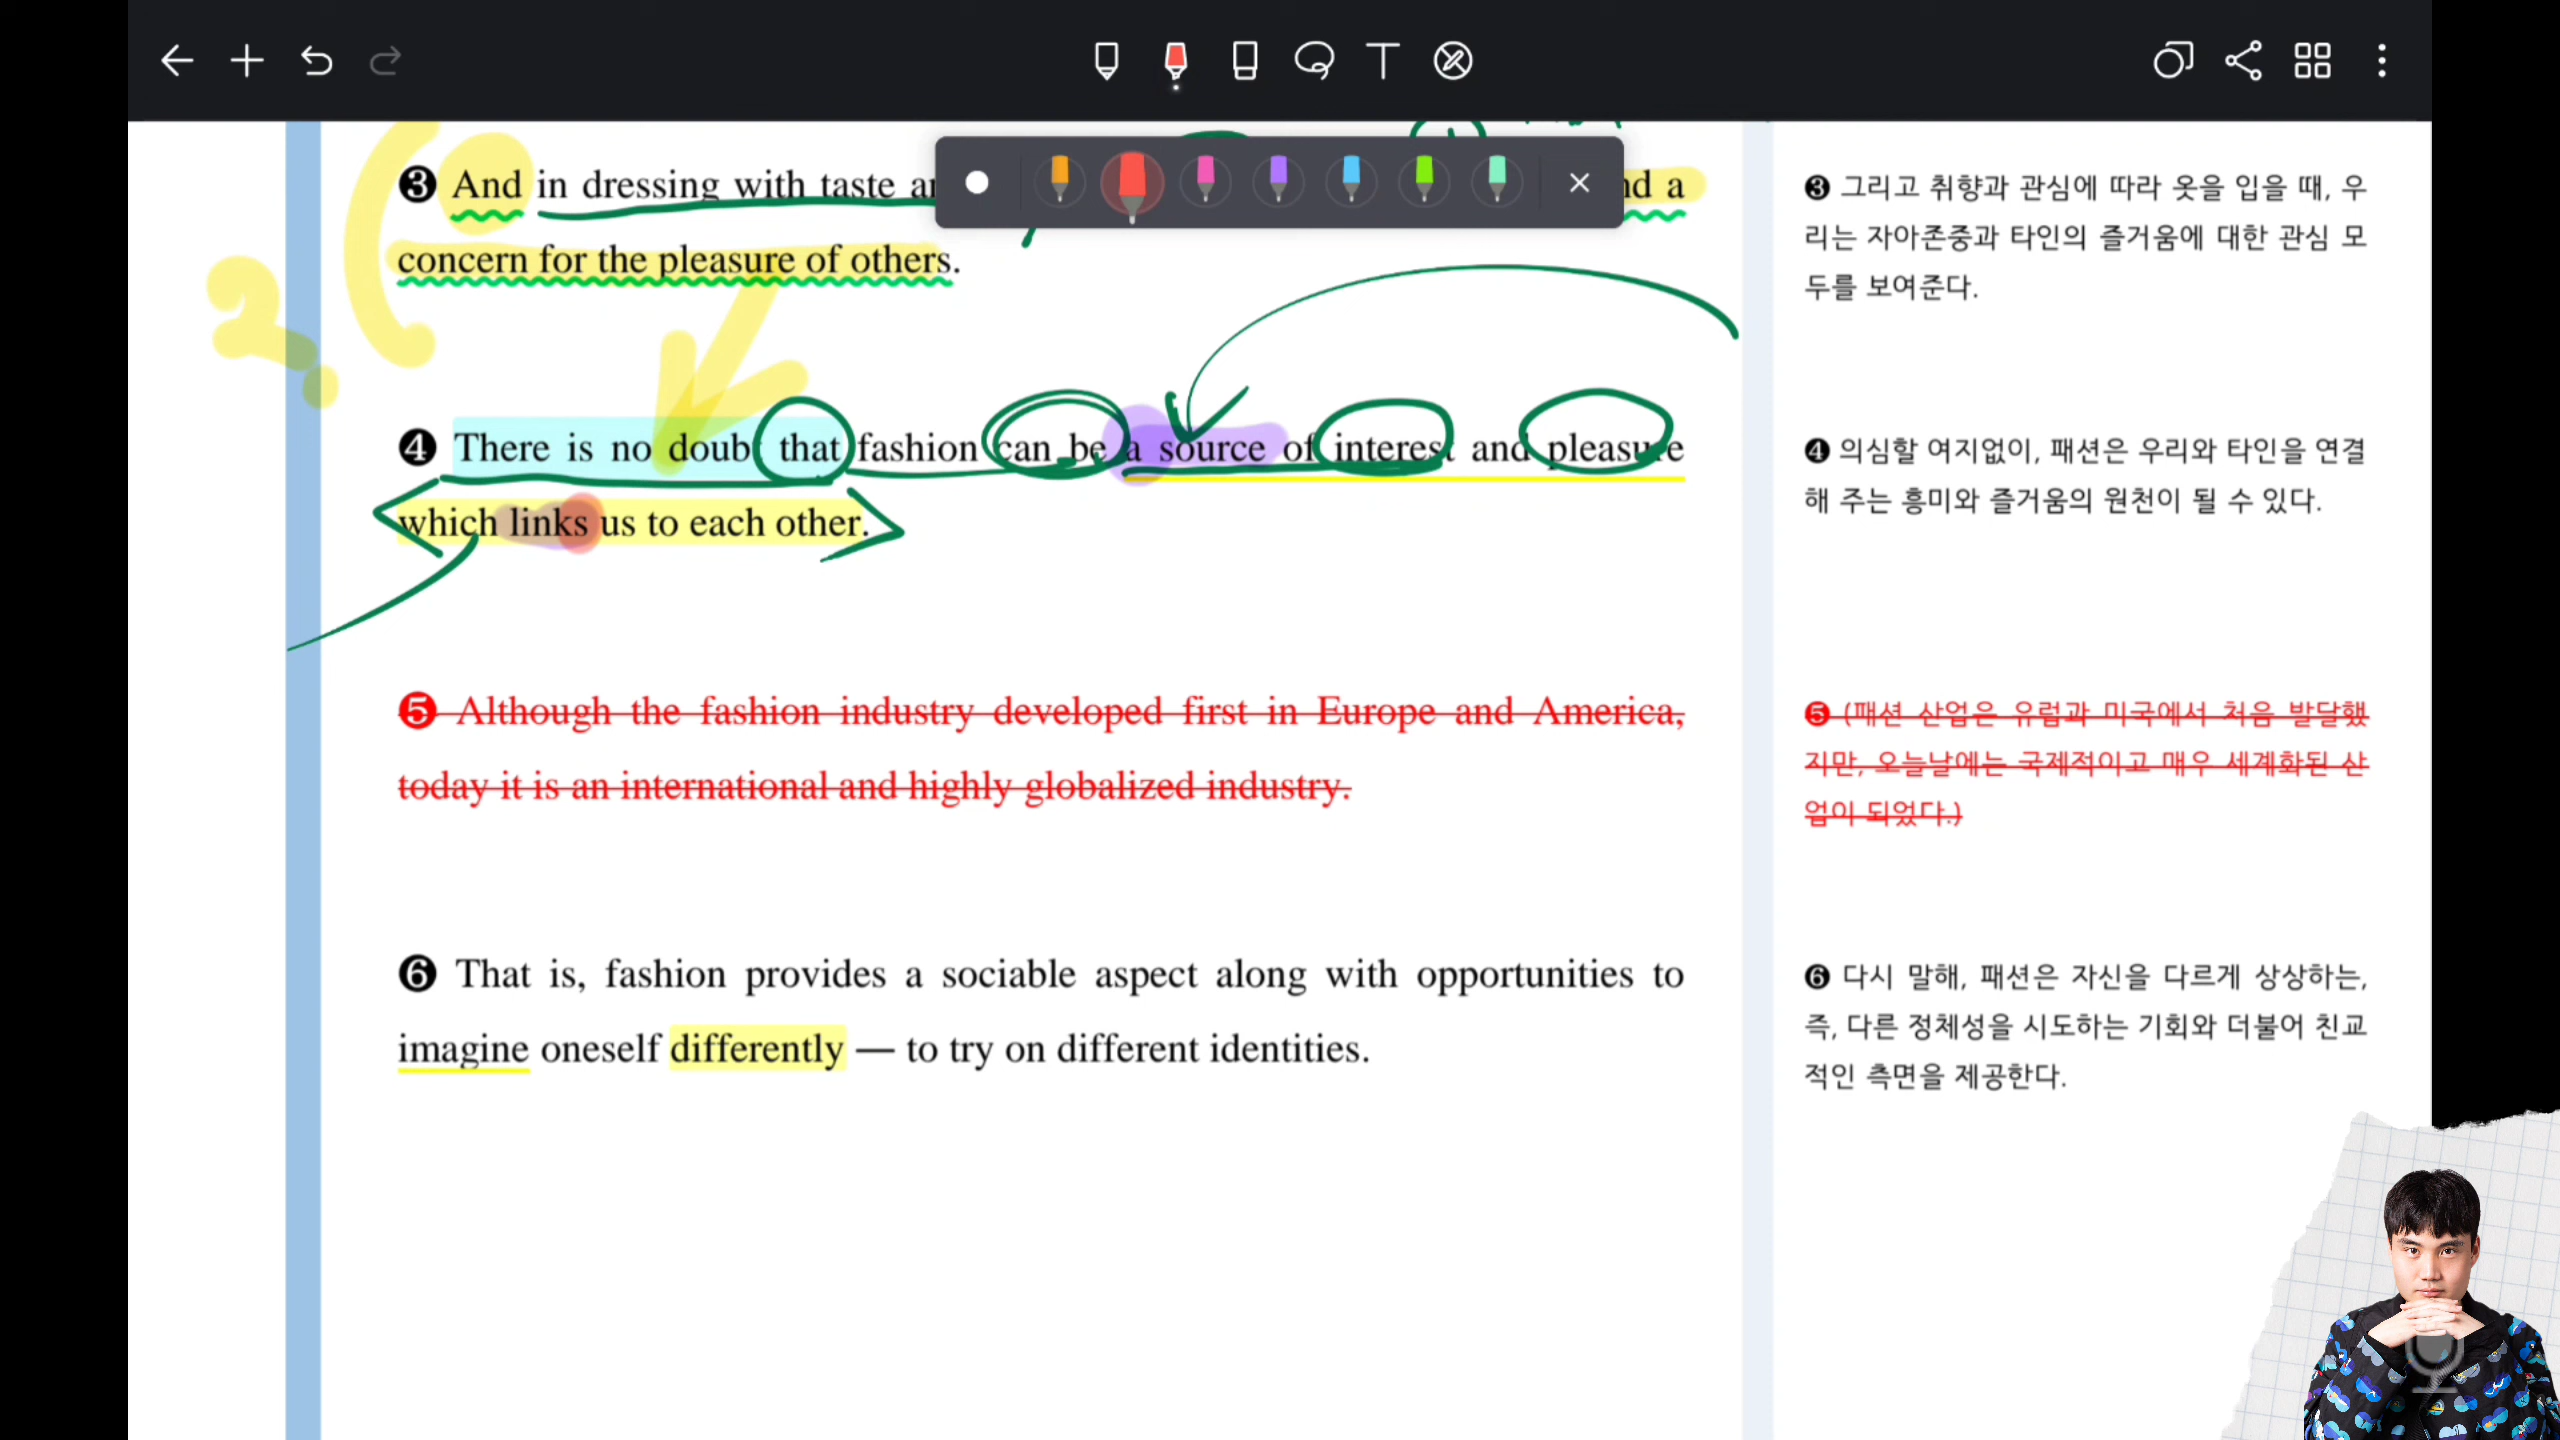 ❸ And in dressing with taste
nd a
concern for the pleasure of others.
2.
❹ There is no doubt that fashion can be a source of interest and pleasure
which links us to each other.
❺ Although the fashion industry developed first in Europe and America,
today it is an international and highly globalized industry.
❻ That is, fashion provides a sociable aspect along with opportunities to
imagine oneself differently — to try on different identities.
❸ 그리고 취향과 관심에 따라 옷을 입을 때, 우
리는 자아존중과 타인의 즐거움에 대한 관심 모
두를 보여준다.
❹ 의심할 여지없이, 패션은 우리와 타인을 연결
해 주는 흥미와 즐거움의 원천이 될 수 있다.
❺ (패션 산업은 유럽과 미국에서 처음 발달했
지만, 오늘날에는 국제적이고 매우 세계화된 산
업이 되었다.)
❻ 다시 말해, 패션은 자신을 다르게 상상하는,
즉, 다른 정체성을 시도하는 기회와 더불어 친교
적인 측면을 제공한다.